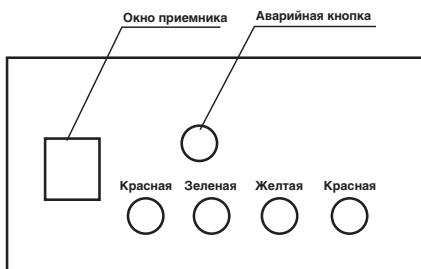 Окно приемника
Аварийная кнопка
Красная Зеленая Желтая Красная